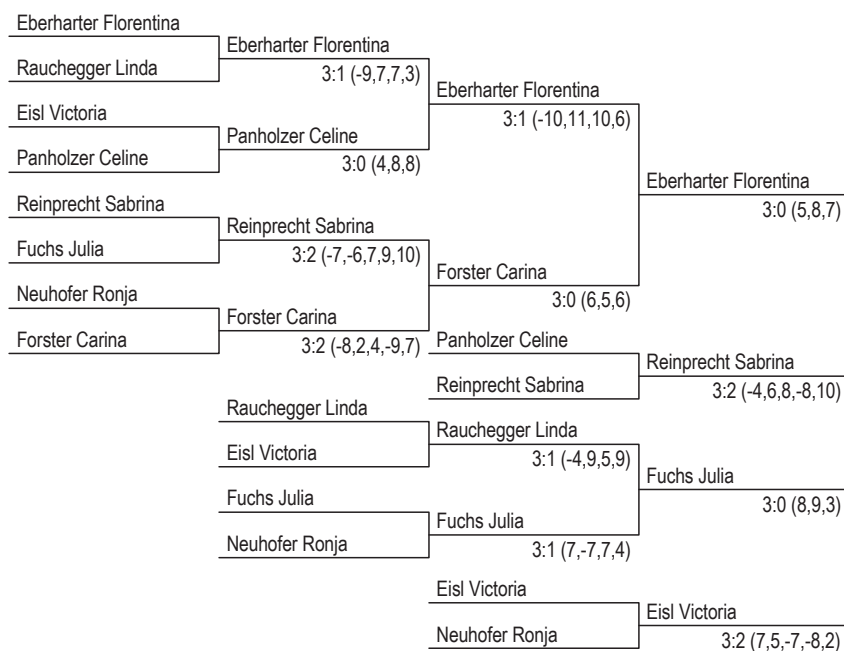 Eberharter Florentina
Eberharter Florentina
Rauchegger Linda
3:1 (-9,7,7,3)
Eberharter Florentina
Eisl Victoria
3:1 (-10,11,10,6)
Panholzer Celine
Panholzer Celine
3:0 (4,8,8)
Eberharter Florentina
Reinprecht Sabrina
3:0 (5,8,7)
Reinprecht Sabrina
Fuchs Julia
3:2 (-7,-6,7,9,10)
Forster Carina
Neuhofer Ronja
3:0 (6,5,6)
Forster Carina
Forster Carina
3:2 (-8,2,4,-9,7)
Panholzer Celine
Reinprecht Sabrina
Reinprecht Sabrina
3:2 (-4,6,8,-8,10)
Rauchegger Linda
Rauchegger Linda
Eisl Victoria
3:1 (-4,9,5,9)
Fuchs Julia
Fuchs Julia
3:0 (8,9,3)
Fuchs Julia
Neuhofer Ronja
3:1 (7,-7,7,4)
Eisl Victoria
Eisl Victoria
Neuhofer Ronja
3:2 (7,5,-7,-8,2)